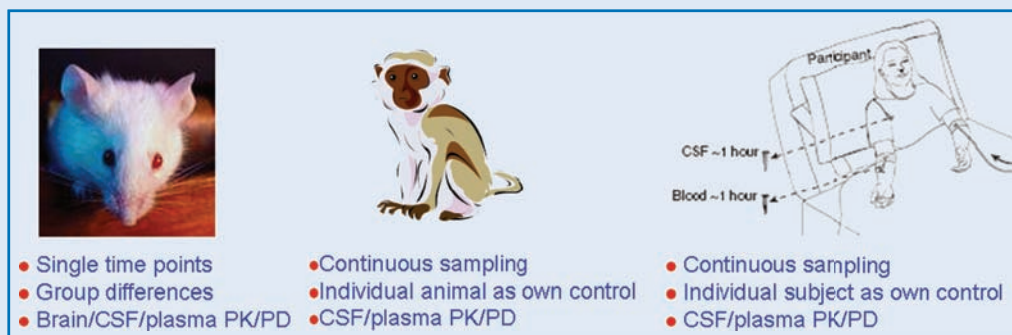 Participant
CSF ~1 hour
Blood ~1 hour
• Single time points
• Group differences
• Brain/CSF/plasma PK/PD
•Continuous sampling
•Individual animal as own control
•CSF/plasma PK/PD
• Continuous sampling
• Individual subject as own control
• CSF/plasma PK/PD